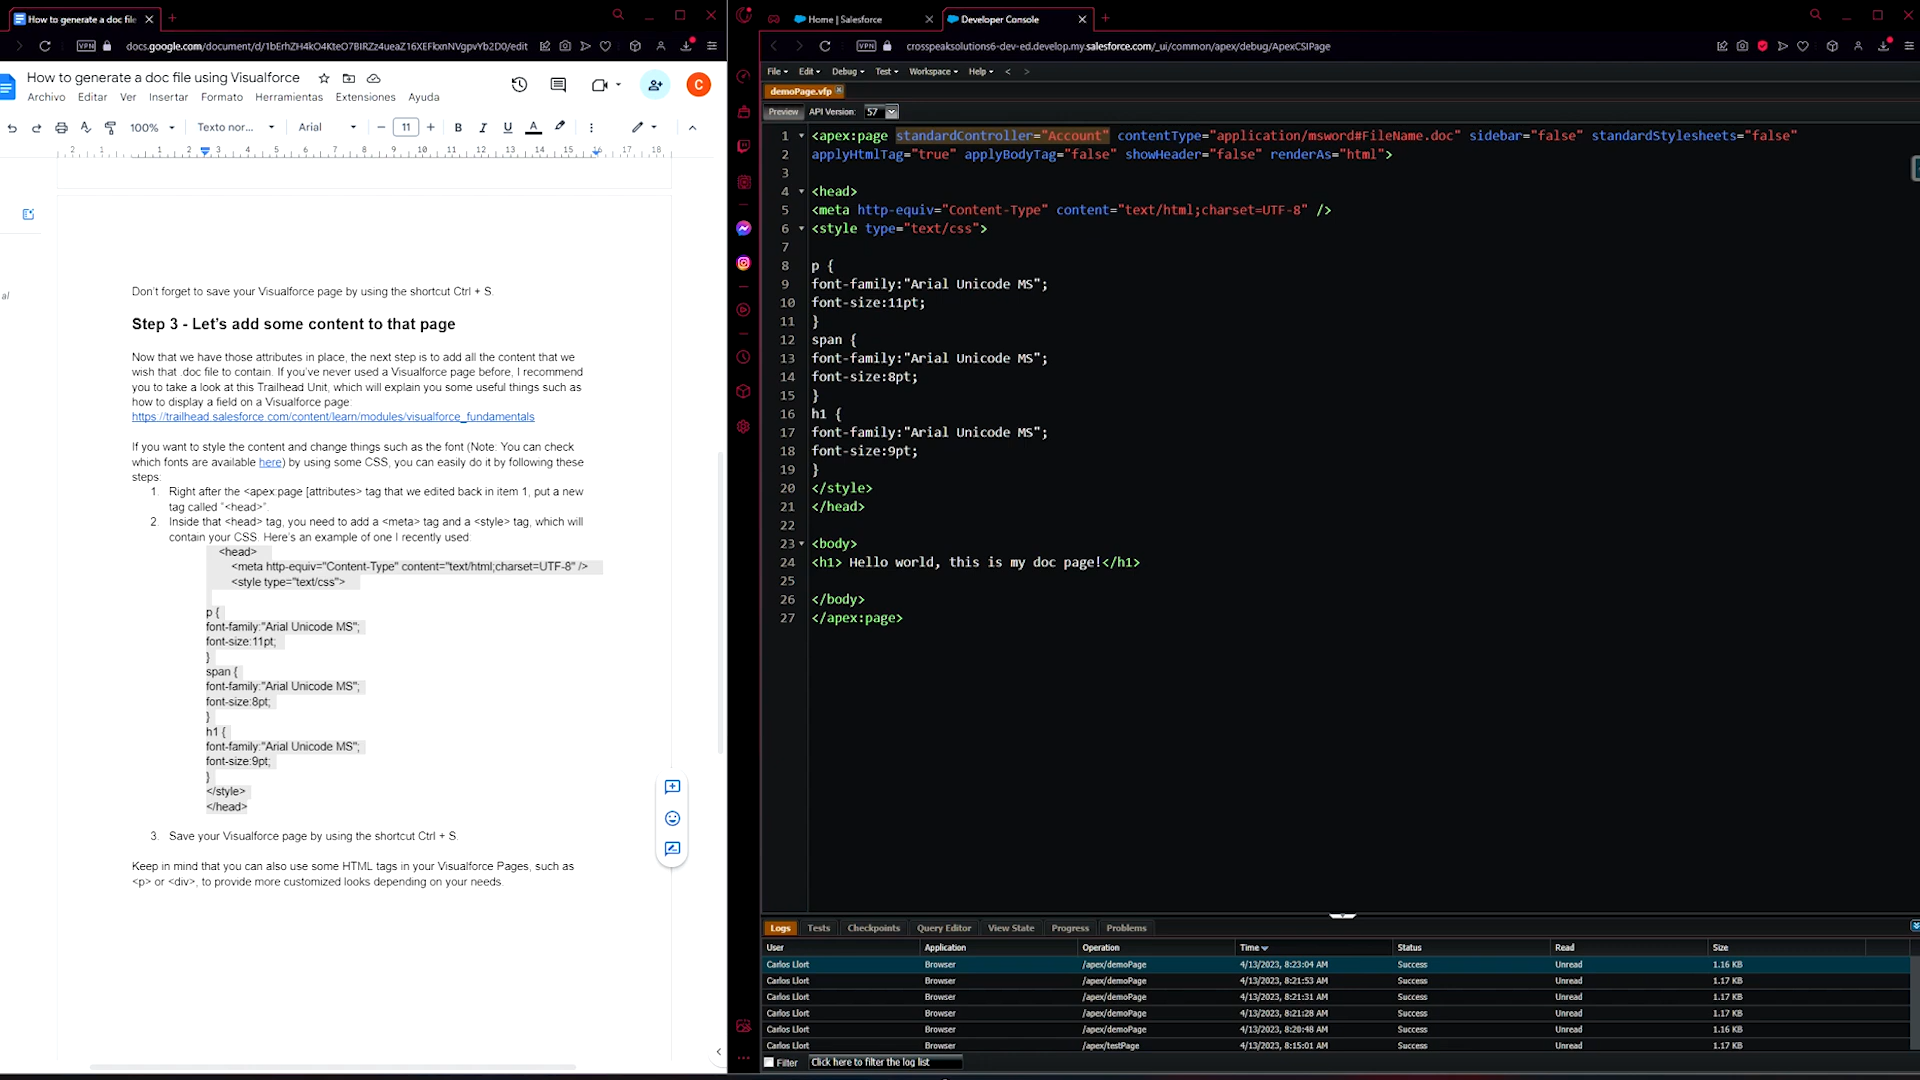 How to generate a doc file
VPN
docs.google.com/document/d/1bErhZH4kO4KteO7BIRZz4ueaZ16XEFkxnNVgpvYb2D0/edit
How to generate a doc file using Visualforce
C
Archivo Editar Ver Insertar Formato Herramientas Extensiones Ayuda
100% Texto nor... Arial − 11 + B I U A
2 1 1 2 3 4 5 6 7 8 9 10 11 12 13 14 15 16 17 18
al
Don't forget to save your Visualforce page by using the shortcut Ctrl + S.
Step 3 - Let's add some content to that page
Now that we have those attributes in place, the next step is to add all the content that we
wish that .doc file to contain. If you've never used a Visualforce page before, I recommend
you to take a look at this Trailhead Unit, which will explain you some useful things such as
how to display a field on a Visualforce page:
https://trailhead.salesforce.com/content/learn/modules/visualforce_fundamentals
If you want to style the content and change things such as the font (Note: You can check
which fonts are available here) by using some CSS, you can easily do it by following these
steps:
1. Right after the <apex:page [attributes> tag that we edited back in item 1, put a new
tag called "<head>".
2. Inside that <head> tag, you need to add a <meta> tag and a <style> tag, which will
contain your CSS. Here's an example of one I recently used:
<head>
<meta http-equiv="Content-Type" content="text/html;charset=UTF-8" />
<style type="text/css">
p {
font-family:"Arial Unicode MS";
font-size:11pt;
}
span {
font-family:"Arial Unicode MS";
font-size:8pt;
}
h1 {
font-family:"Arial Unicode MS";
font-size:9pt;
}
</style>
</head>
3. Save your Visualforce page by using the shortcut Ctrl + S.
Keep in mind that you can also use some HTML tags in your Visualforce Pages, such as
<p> or <div>, to provide more customized looks depending on your needs.
Home | Salesforce
Developer Console
VPN
crosspeaksolutions6-dev-ed.develop.my.salesforce.com/_ui/common/apex/debug/ApexCSIPage
File Edit Debug Test Workspace Help < >
demoPage.vfp
Preview API Version: 57
1 <apex:page standardController="Account" contentType="application/msword#FileName.doc" sidebar="false" standardStylesheets="false"
2 applyHtmlTag="true" applyBodyTag="false" showHeader="false" renderAs="html">
3
4 <head>
5 <meta http-equiv="Content-Type" content="text/html;charset=UTF-8" />
6 <style type="text/css">
7
8 p {
9 font-family:"Arial Unicode MS";
10 font-size:11pt;
11 }
12 span {
13 font-family:"Arial Unicode MS";
14 font-size:8pt;
15 }
16 h1 {
17 font-family:"Arial Unicode MS";
18 font-size:9pt;
19 }
20 </style>
21 </head>
22
23 <body>
24 <h1> Hello world, this is my doc page!</h1>
25
26 </body>
27 </apex:page>
Logs Tests Checkpoints Query Editor View State Progress Problems
User Application Operation Time Status Read Size
Carlos Llort Browser /apex/demoPage 4/13/2023, 8:23:04 AM Success Unread 1.16 KB
Carlos Llort Browser /apex/demoPage 4/13/2023, 8:21:53 AM Success Unread 1.17 KB
Carlos Llort Browser /apex/demoPage 4/13/2023, 8:21:31 AM Success Unread 1.17 KB
Carlos Llort Browser /apex/demoPage 4/13/2023, 8:21:28 AM Success Unread 1.17 KB
Carlos Llort Browser /apex/demoPage 4/13/2023, 8:20:48 AM Success Unread 1.16 KB
Carlos Llort Browser /apex/testPage 4/13/2023, 8:15:01 AM Success Unread 1.17 KB
Filter Click here to filter the log list